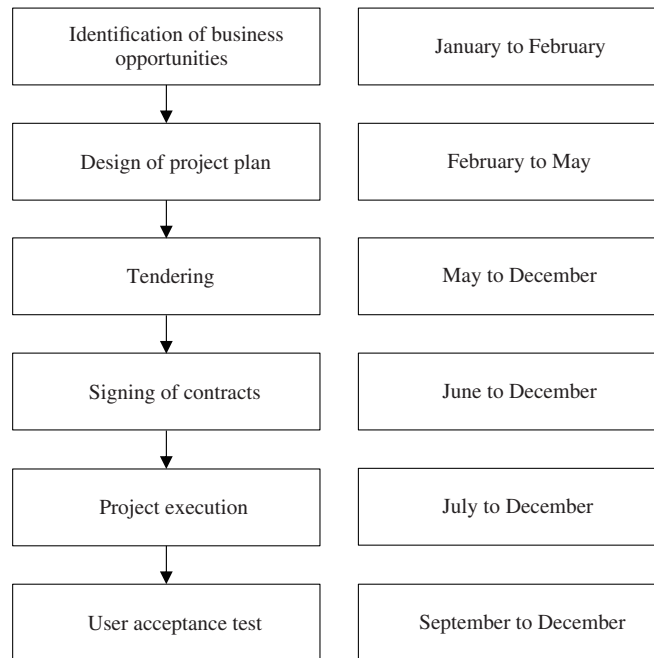 Identification of business
opportunities
January to February
Design of project plan
February to May
Tendering
May to December
Signing of contracts
June to December
Project execution
July to December
User acceptance test
September to December